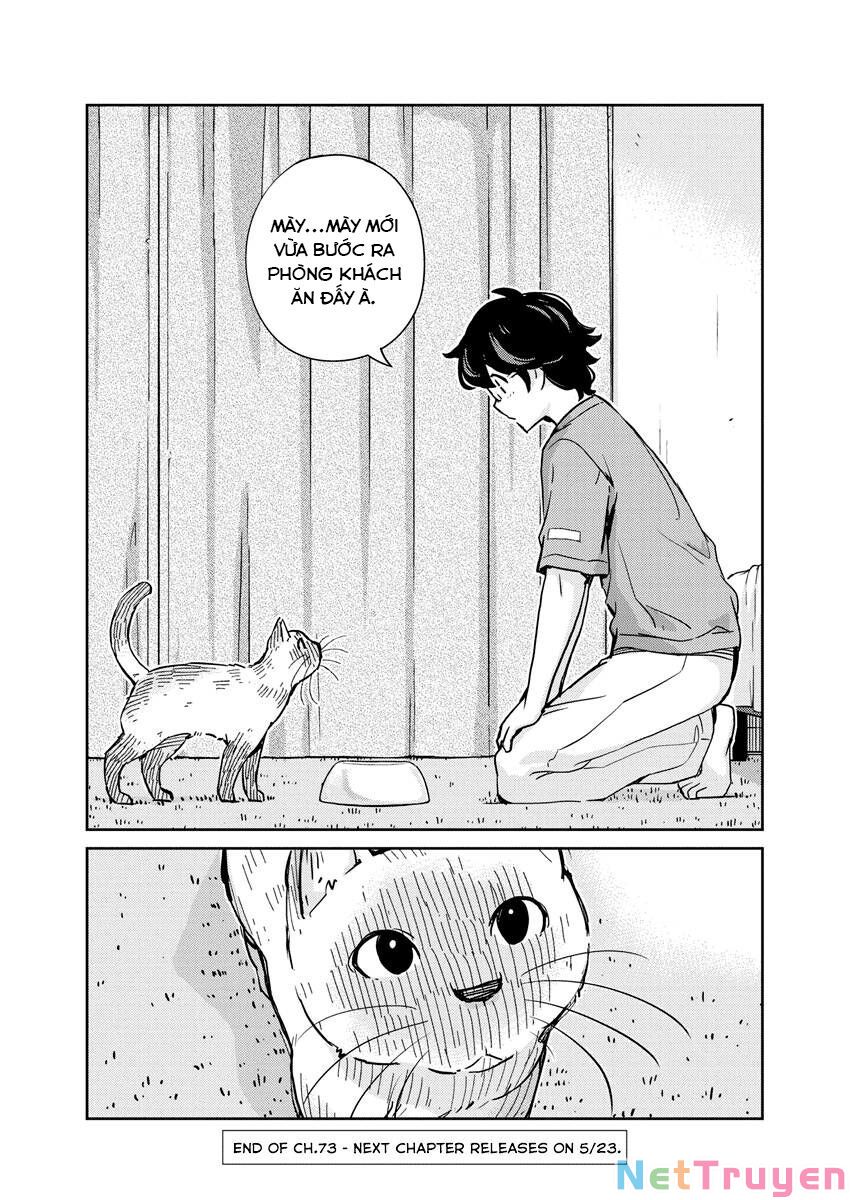 MÀY...MÀY MỚI
VỪA BƯỚC RA
PHÒNG KHÁCH
ĂN ĐẤY À.
END OF CH.73 - NEXT CHAPTER RELEASES ON 5/23.
NetTruyen